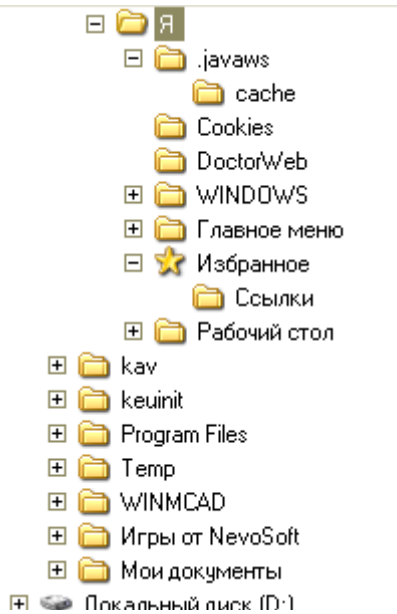 Я
.javaws
cache
Cookies
DoctorWeb
WINDOWS
Главное меню
Избранное
Ссылки
Рабочий стол
kav
keuinit
Program Files
Temp
WINMCAD
Игры от NevoSoft
Мои документы
Локальный диск (D:)